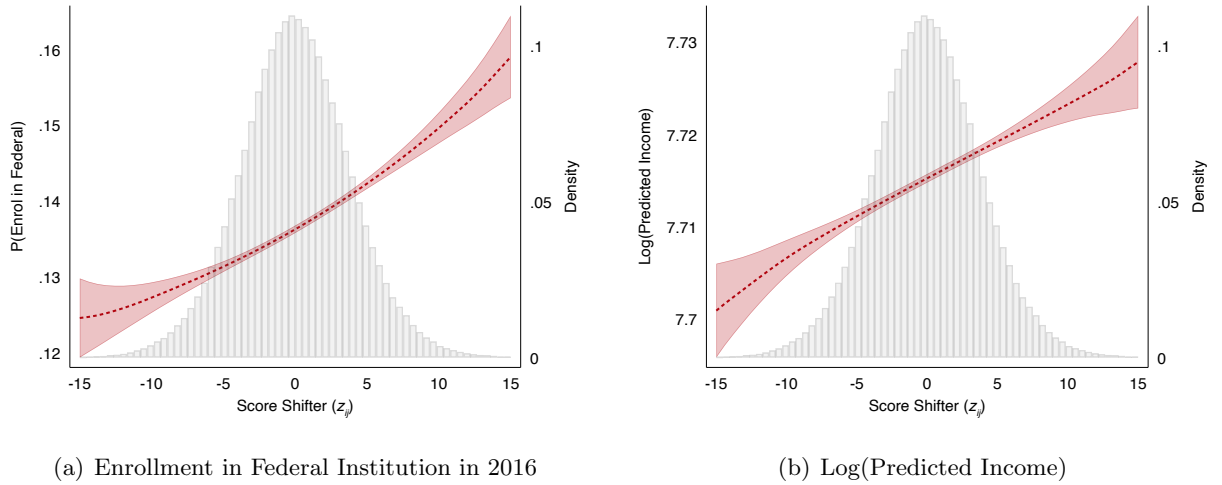 .16
.15
.14
.13
.12
P(Enrol in Federal)
.1
.05
0
Density
-15 -10 -5 0 5 10 15
Score Shifter (z_ij)
(a) Enrollment in Federal Institution in 2016
7.73
7.72
7.71
7.7
Log(Predicted Income)
.1
.05
0
Density
-15 -10 -5 0 5 10 15
Score Shifter (z_ij)
(b) Log(Predicted Income)